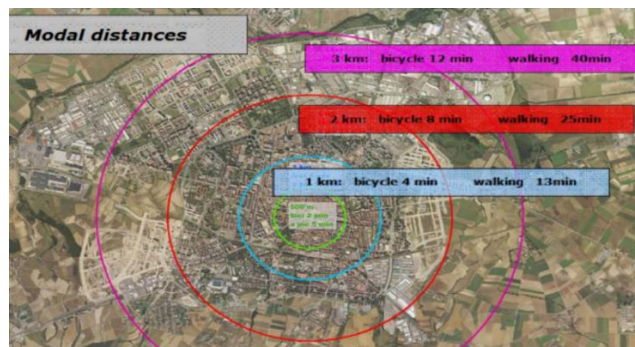 Modal distances
3 km: bicycle 12 min walking 40min
2 km: bicycle 8 min walking 25min
1 km: bicycle 4 min walking 13min
500 m